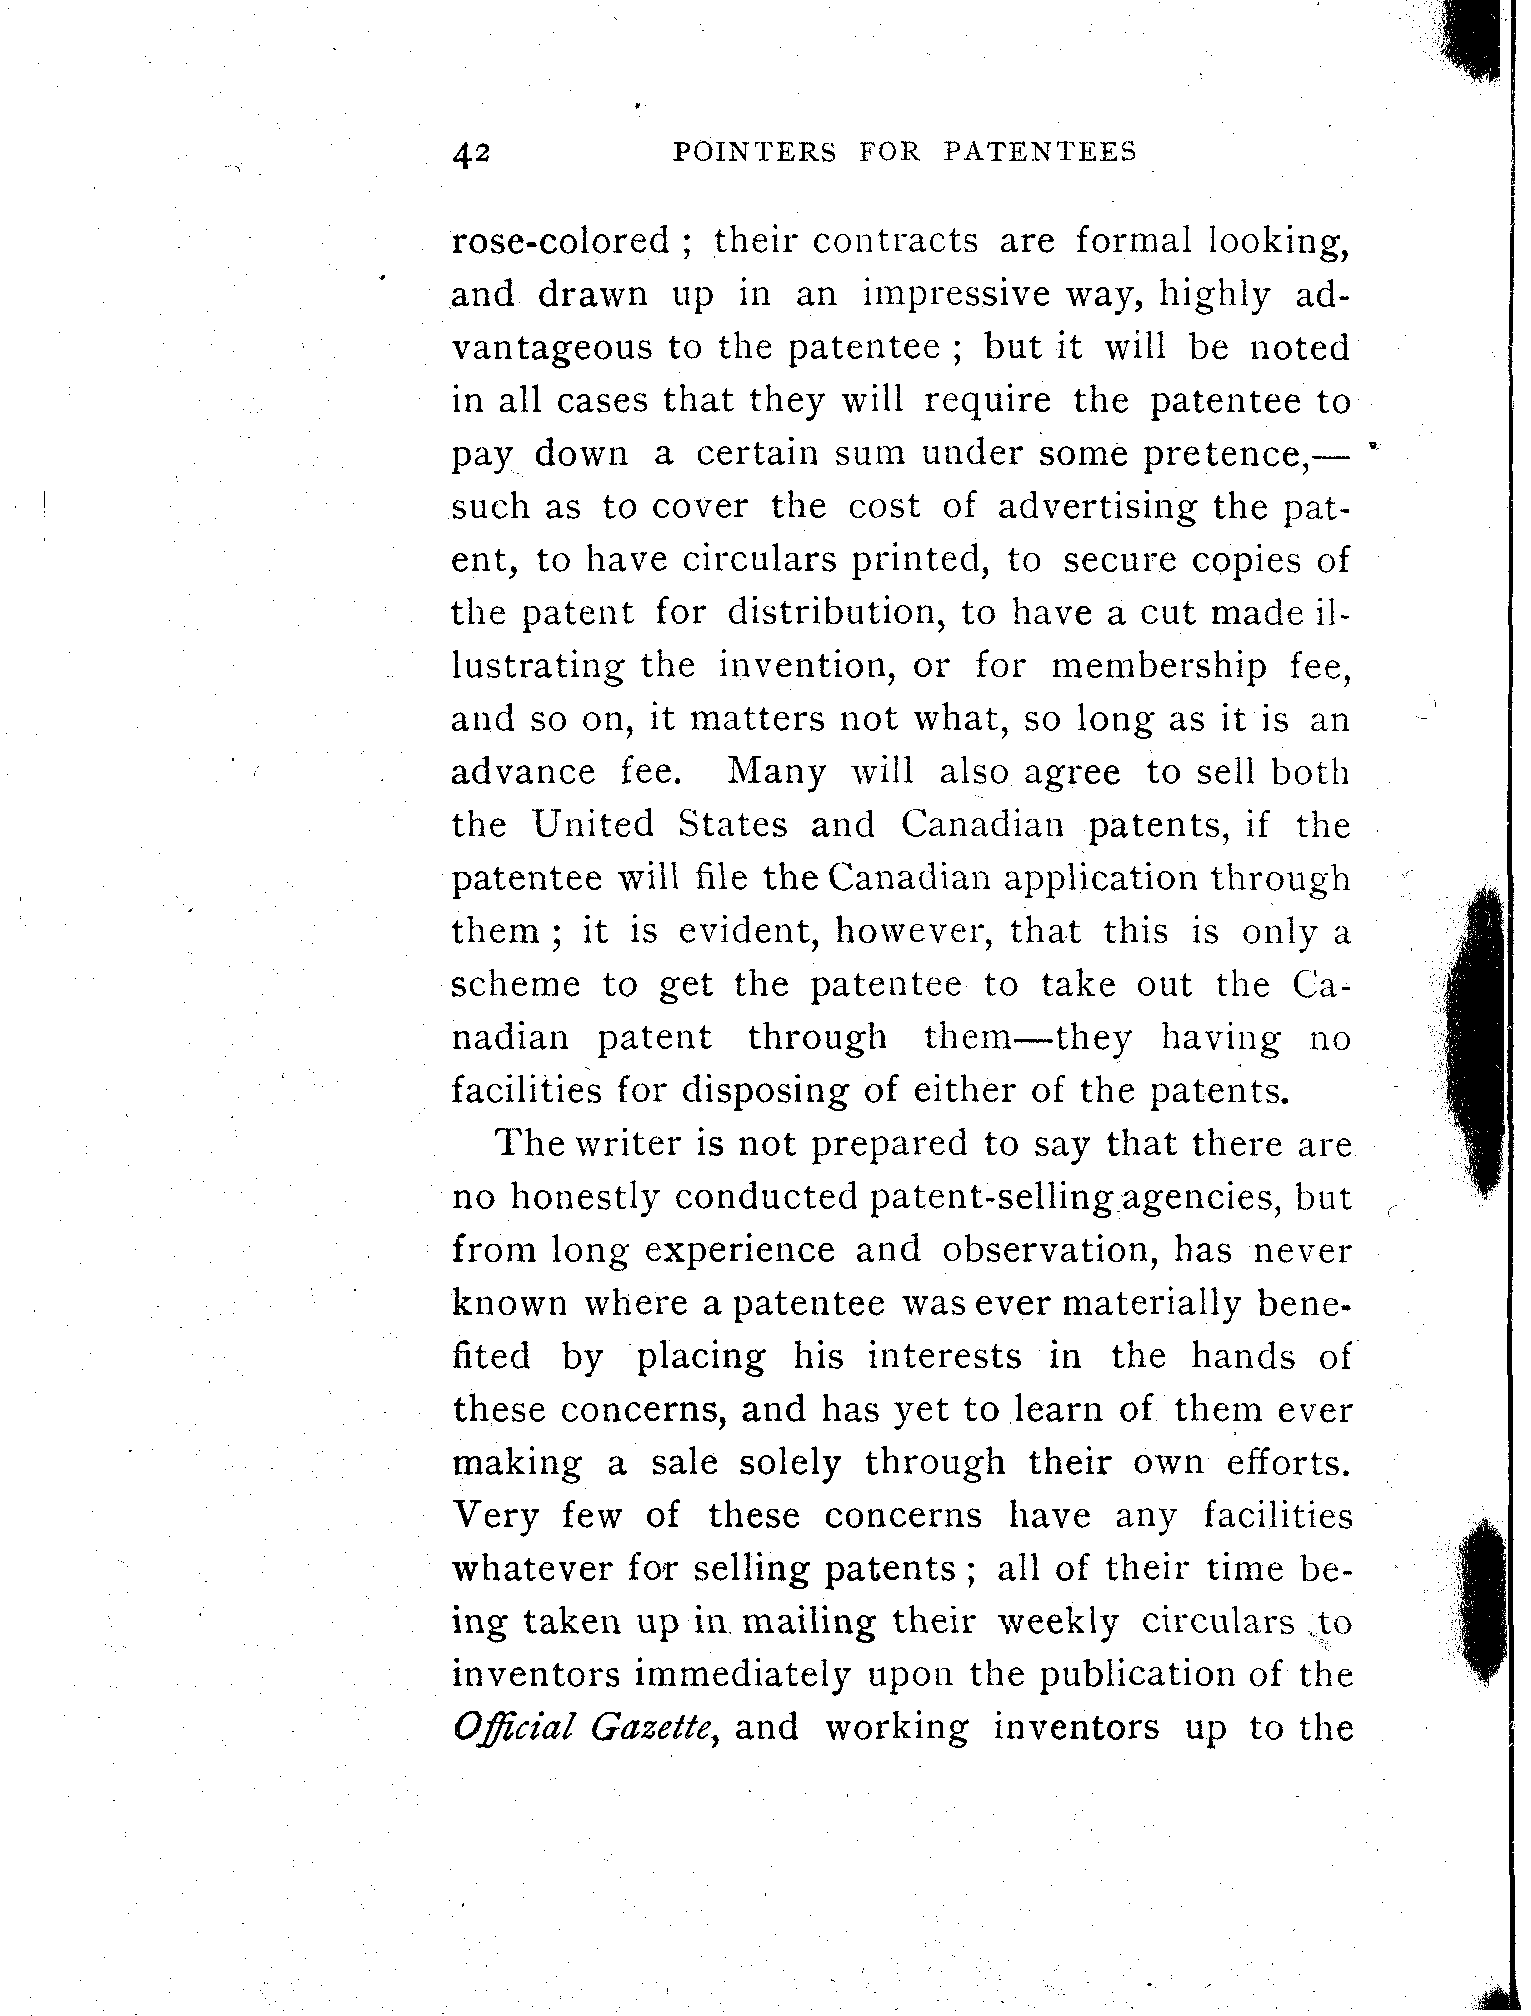 42 POINTERS FOR PATENTEES
rose-colored ; their contracts are formal looking,
and drawn up in an impressive way, highly ad-
vantageous to the patentee ; but it will be noted
in all cases that they will require the patentee to
pay down a certain sum under some pretence,—
such as to cover the cost of advertising the pat-
ent, to have circulars printed, to secure copies of
the patent for distribution, to have a cut made il-
lustrating the invention, or for membership fee,
and so on, it matters not what, so long as it is an
advance fee. Many will also agree to sell both
the United States and Canadian patents, if the
patentee will file the Canadian application through
them ; it is evident, however, that this is only a
scheme to get the patentee to take out the Ca-
nadian patent through them—they having no
facilities for disposing of either of the patents.
The writer is not prepared to say that there are
no honestly conducted patent-selling agencies, but
from long experience and observation, has never
known where a patentee was ever materially bene-
fited by placing his interests in the hands of
these concerns, and has yet to learn of them ever
making a sale solely through their own efforts.
Very few of these concerns have any facilities
whatever for selling patents ; all of their time be-
ing taken up in mailing their weekly circulars to
inventors immediately upon the publication of the
Official Gazette, and working inventors up to the